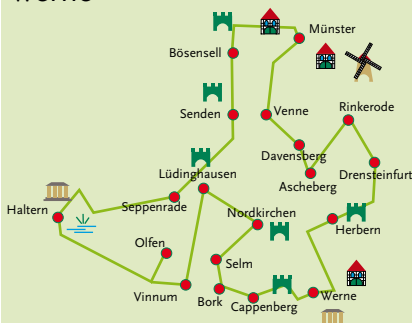 Münster
Bösensell
Rinkerode
Senden
Venne
Davensberg
Drensteinfurt
Lüdinghausen
Ascheberg
Seppenrade
Haltern
Nordkirchen
Herbern
Olfen
Selm
Vinnum
Bork
Cappenberg
Werne